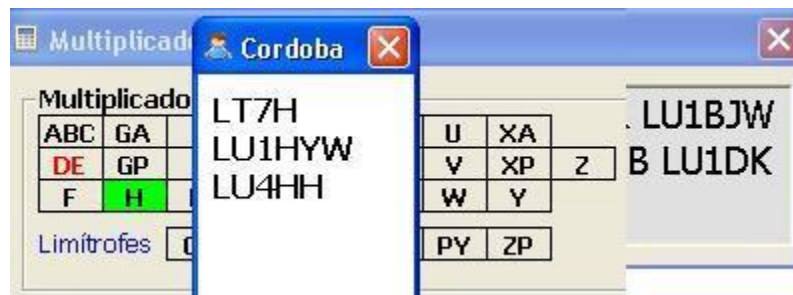 Multiplicad
Cordoba
Multiplicado
LT7H
LU1HYW
LU4HH
ABC GA U XA
DE GP V XP Z
F H W Y
Limítrofes PY ZP
LU1BJW
B LU1DK